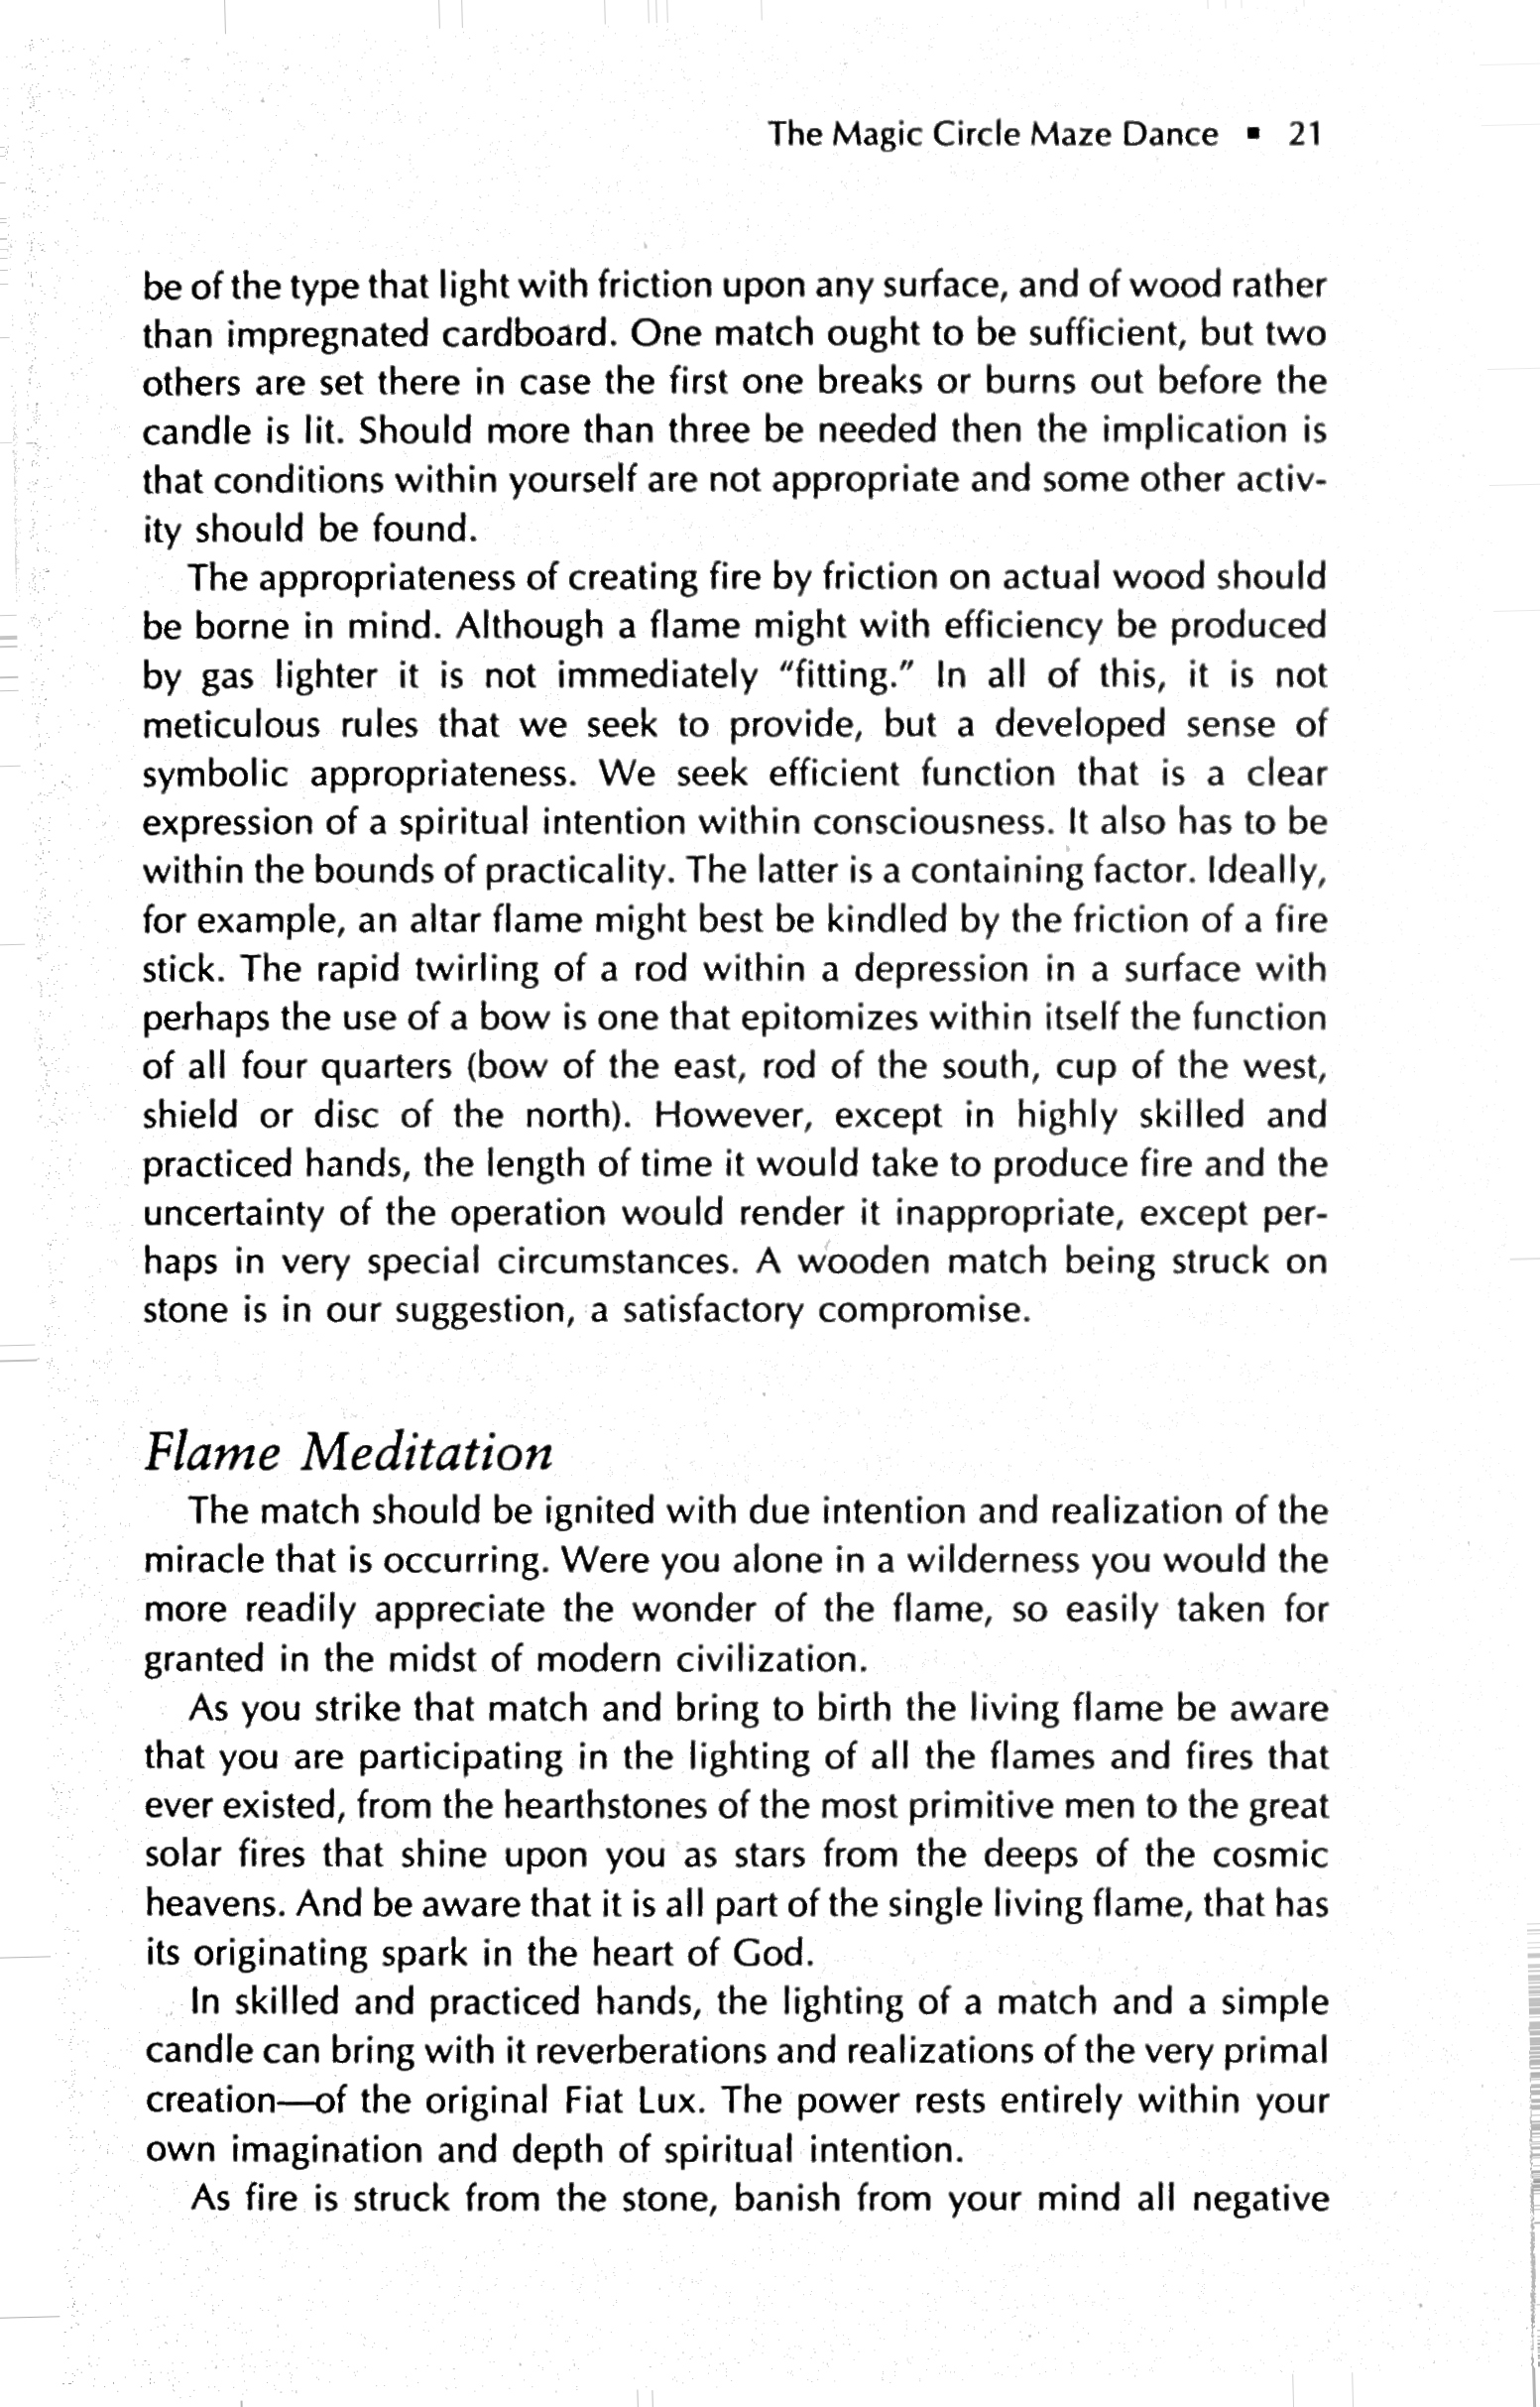 The Magic Circle Maze Dance ▪ 21
be of the type that light with friction upon any surface, and of wood rather
than impregnated cardboard. One match ought to be sufficient, but two
others are set there in case the first one breaks or burns out before the
candle is lit. Should more than three be needed then the implication is
that conditions within yourself are not appropriate and some other activ-
ity should be found.
The appropriateness of creating fire by friction on actual wood should
be borne in mind. Although a flame might with efficiency be produced
by gas lighter it is not immediately "fitting." In all of this, it is not
meticulous rules that we seek to provide, but a developed sense of
symbolic appropriateness. We seek efficient function that is a clear
expression of a spiritual intention within consciousness. It also has to be
within the bounds of practicality. The latter is a containing factor. Ideally,
for example, an altar flame might best be kindled by the friction of a fire
stick. The rapid twirling of a rod within a depression in a surface with
perhaps the use of a bow is one that epitomizes within itself the function
of all four quarters (bow of the east, rod of the south, cup of the west,
shield or disc of the north). However, except in highly skilled and
practiced hands, the length of time it would take to produce fire and the
uncertainty of the operation would render it inappropriate, except per-
haps in very special circumstances. A wooden match being struck on
stone is in our suggestion, a satisfactory compromise.
Flame Meditation
The match should be ignited with due intention and realization of the
miracle that is occurring. Were you alone in a wilderness you would the
more readily appreciate the wonder of the flame, so easily taken for
granted in the midst of modern civilization.
As you strike that match and bring to birth the living flame be aware
that you are participating in the lighting of all the flames and fires that
ever existed, from the hearthstones of the most primitive men to the great
solar fires that shine upon you as stars from the deeps of the cosmic
heavens. And be aware that it is all part of the single living flame, that has
its originating spark in the heart of God.
In skilled and practiced hands, the lighting of a match and a simple
candle can bring with it reverberations and realizations of the very primal
creation—of the original Fiat Lux. The power rests entirely within your
own imagination and depth of spiritual intention.
As fire is struck from the stone, banish from your mind all negative